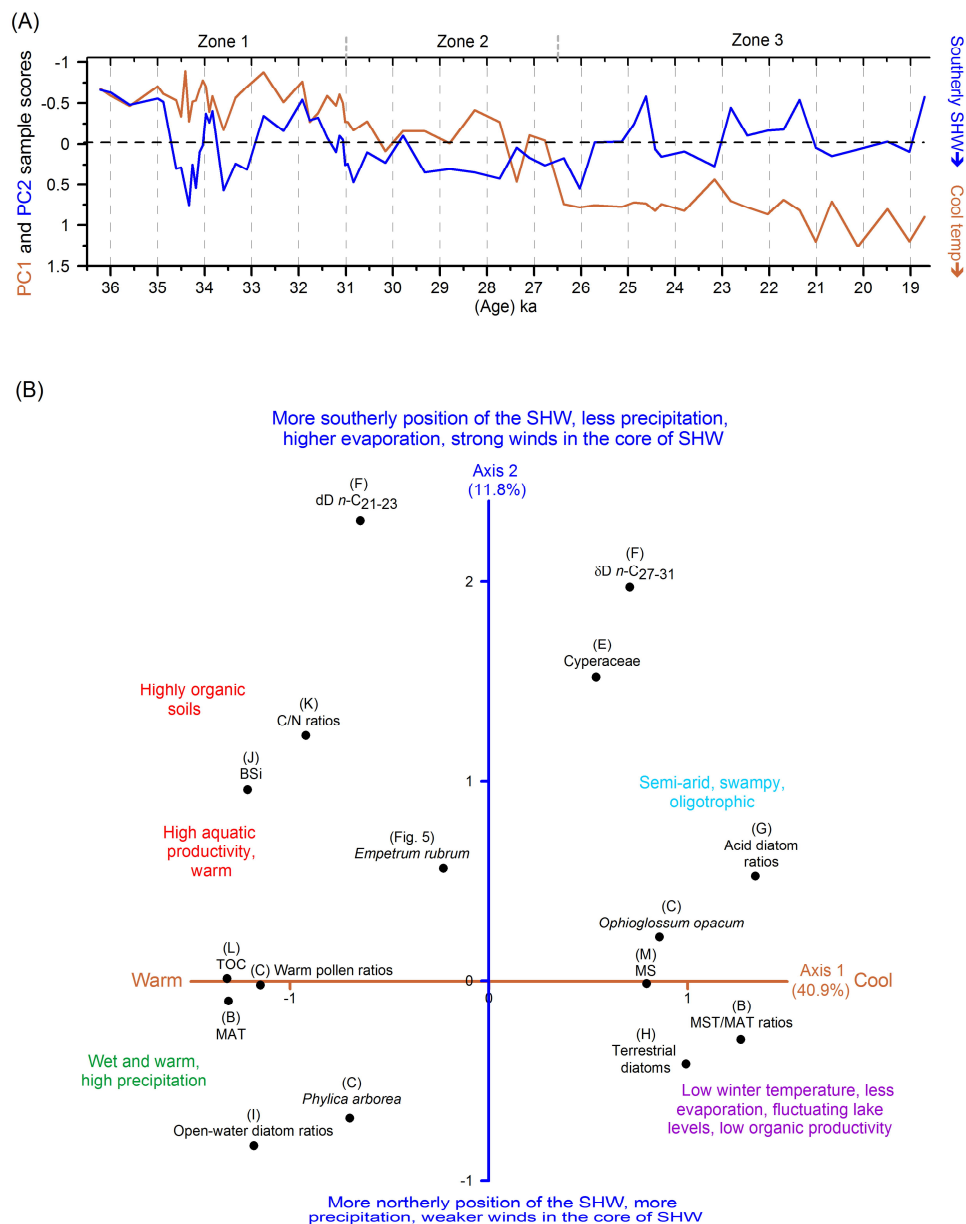 (A)
Zone 1
Zone 2
Zone 3
PC1 and PC2 sample scores
-1
-0.5
0
0.5
1
1.5
Southerly SHW→
Cool temp→
36 35 34 33 32 31 30 29 28 27 26 25 24 23 22 21 20 19
(Age) ka
(B)
More southerly position of the SHW, less precipitation,
higher evaporation, strong winds in the core of SHW
Axis 2
(11.8%)
(F)
dD n-C21-23
(F)
δD n-C27-31
2
(E)
Cyperaceae
Highly organic
soils
(K)
C/N ratios
(J)
BSi
1
Semi-arid, swampy,
oligotrophic
High aquatic
productivity,
warm
(Fig. 5)
Empetrum rubrum
(G)
Acid diatom
ratios
(C)
Ophioglossum opacum
(L)
TOC
(C) Warm pollen ratios
(M)
MS
Warm
0
Axis 1
(40.9%)
Cool
-1
0
1
(B)
MAT
(B)
MST/MAT ratios
(H)
Terrestrial
diatoms
Wet and warm,
high precipitation
(C)
Phylica arborea
Low winter temperature, less
evaporation, fluctuating lake
levels, low organic productivity
(I)
Open-water diatom ratios
-1
More northerly position of the SHW, more
precipitation, weaker winds in the core of SHW